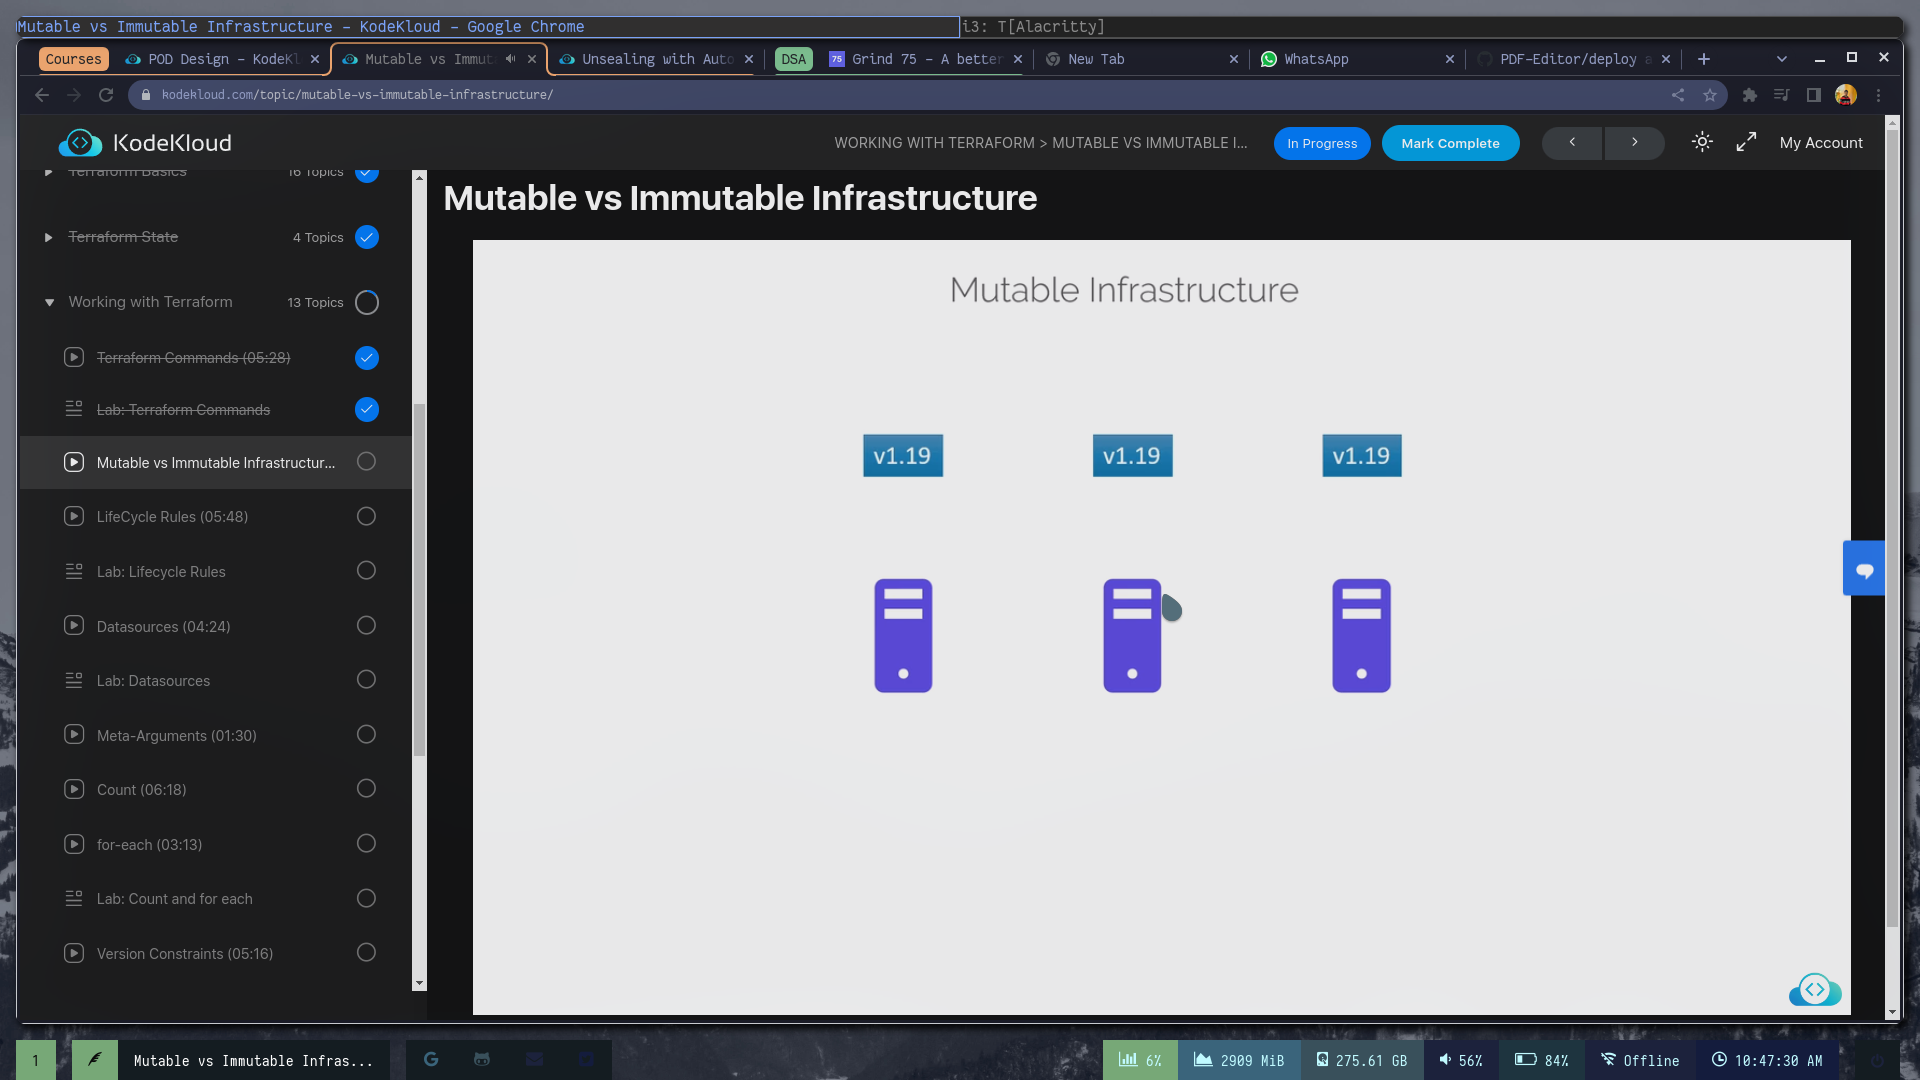 Mutable vs Immutable Infrastructure - KodeKloud - Google Chrome
i3: T[Alacritty]
Courses
POD Design - KodeKl
Mutable vs Immut
Unsealing with Auto
DSA
75
Grind 75 - A better
New Tab
WhatsApp
PDF-Editor/deploy a
kodekloud.com/topic/mutable-vs-immutable-infrastructure/
KodeKloud
WORKING WITH TERRAFORM > MUTABLE VS IMMUTABLE I...
In Progress
Mark Complete
My Account
Terraform Basics
16 Topics
Terraform State
4 Topics
Working with Terraform
13 Topics
Terraform Commands (05:28)
Lab: Terraform Commands
Mutable vs Immutable Infrastructur...
LifeCycle Rules (05:48)
Lab: Lifecycle Rules
Datasources (04:24)
Lab: Datasources
Meta-Arguments (01:30)
Count (06:18)
for-each (03:13)
Lab: Count and for each
Version Constraints (05:16)
Mutable vs Immutable Infrastructure
Mutable Infrastructure
v1.19
v1.19
v1.19
1
Mutable vs Immutable Infras...
G
6%
2909 MiB
275.61 GB
56%
84%
Offline
10:47:30 AM